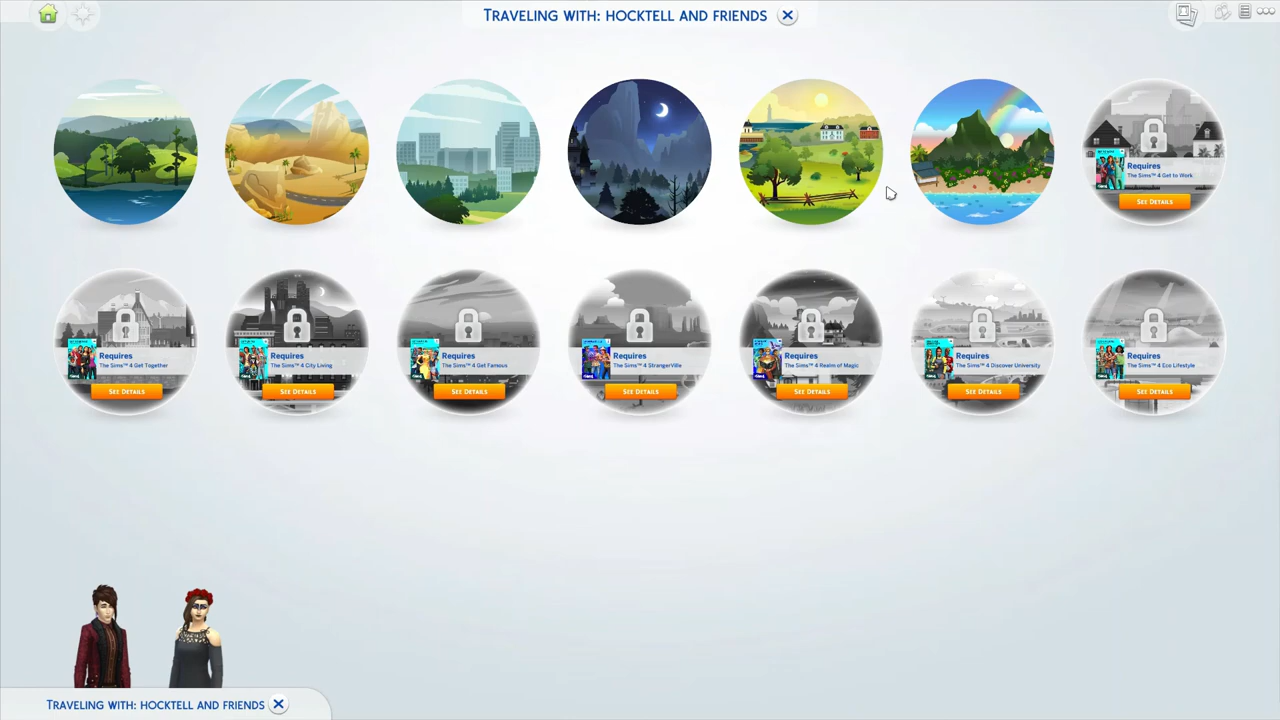 TRAVELING WITH: HOCKTELL AND FRIENDS
Requires
The Sims™ 4 Get to Work
SEE DETAILS
Requires
The Sims™ 4 Get Together
SEE DETAILS
Requires
The Sims™ 4 City Living
SEE DETAILS
Requires
The Sims™ 4 Get Famous
SEE DETAILS
Requires
The Sims™ 4 StrangerVille
SEE DETAILS
Requires
The Sims™ 4 Realm of Magic
SEE DETAILS
Requires
The Sims™ 4 Discover University
SEE DETAILS
Requires
The Sims™ 4 Eco Lifestyle
SEE DETAILS
TRAVELING WITH: HOCKTELL AND FRIENDS